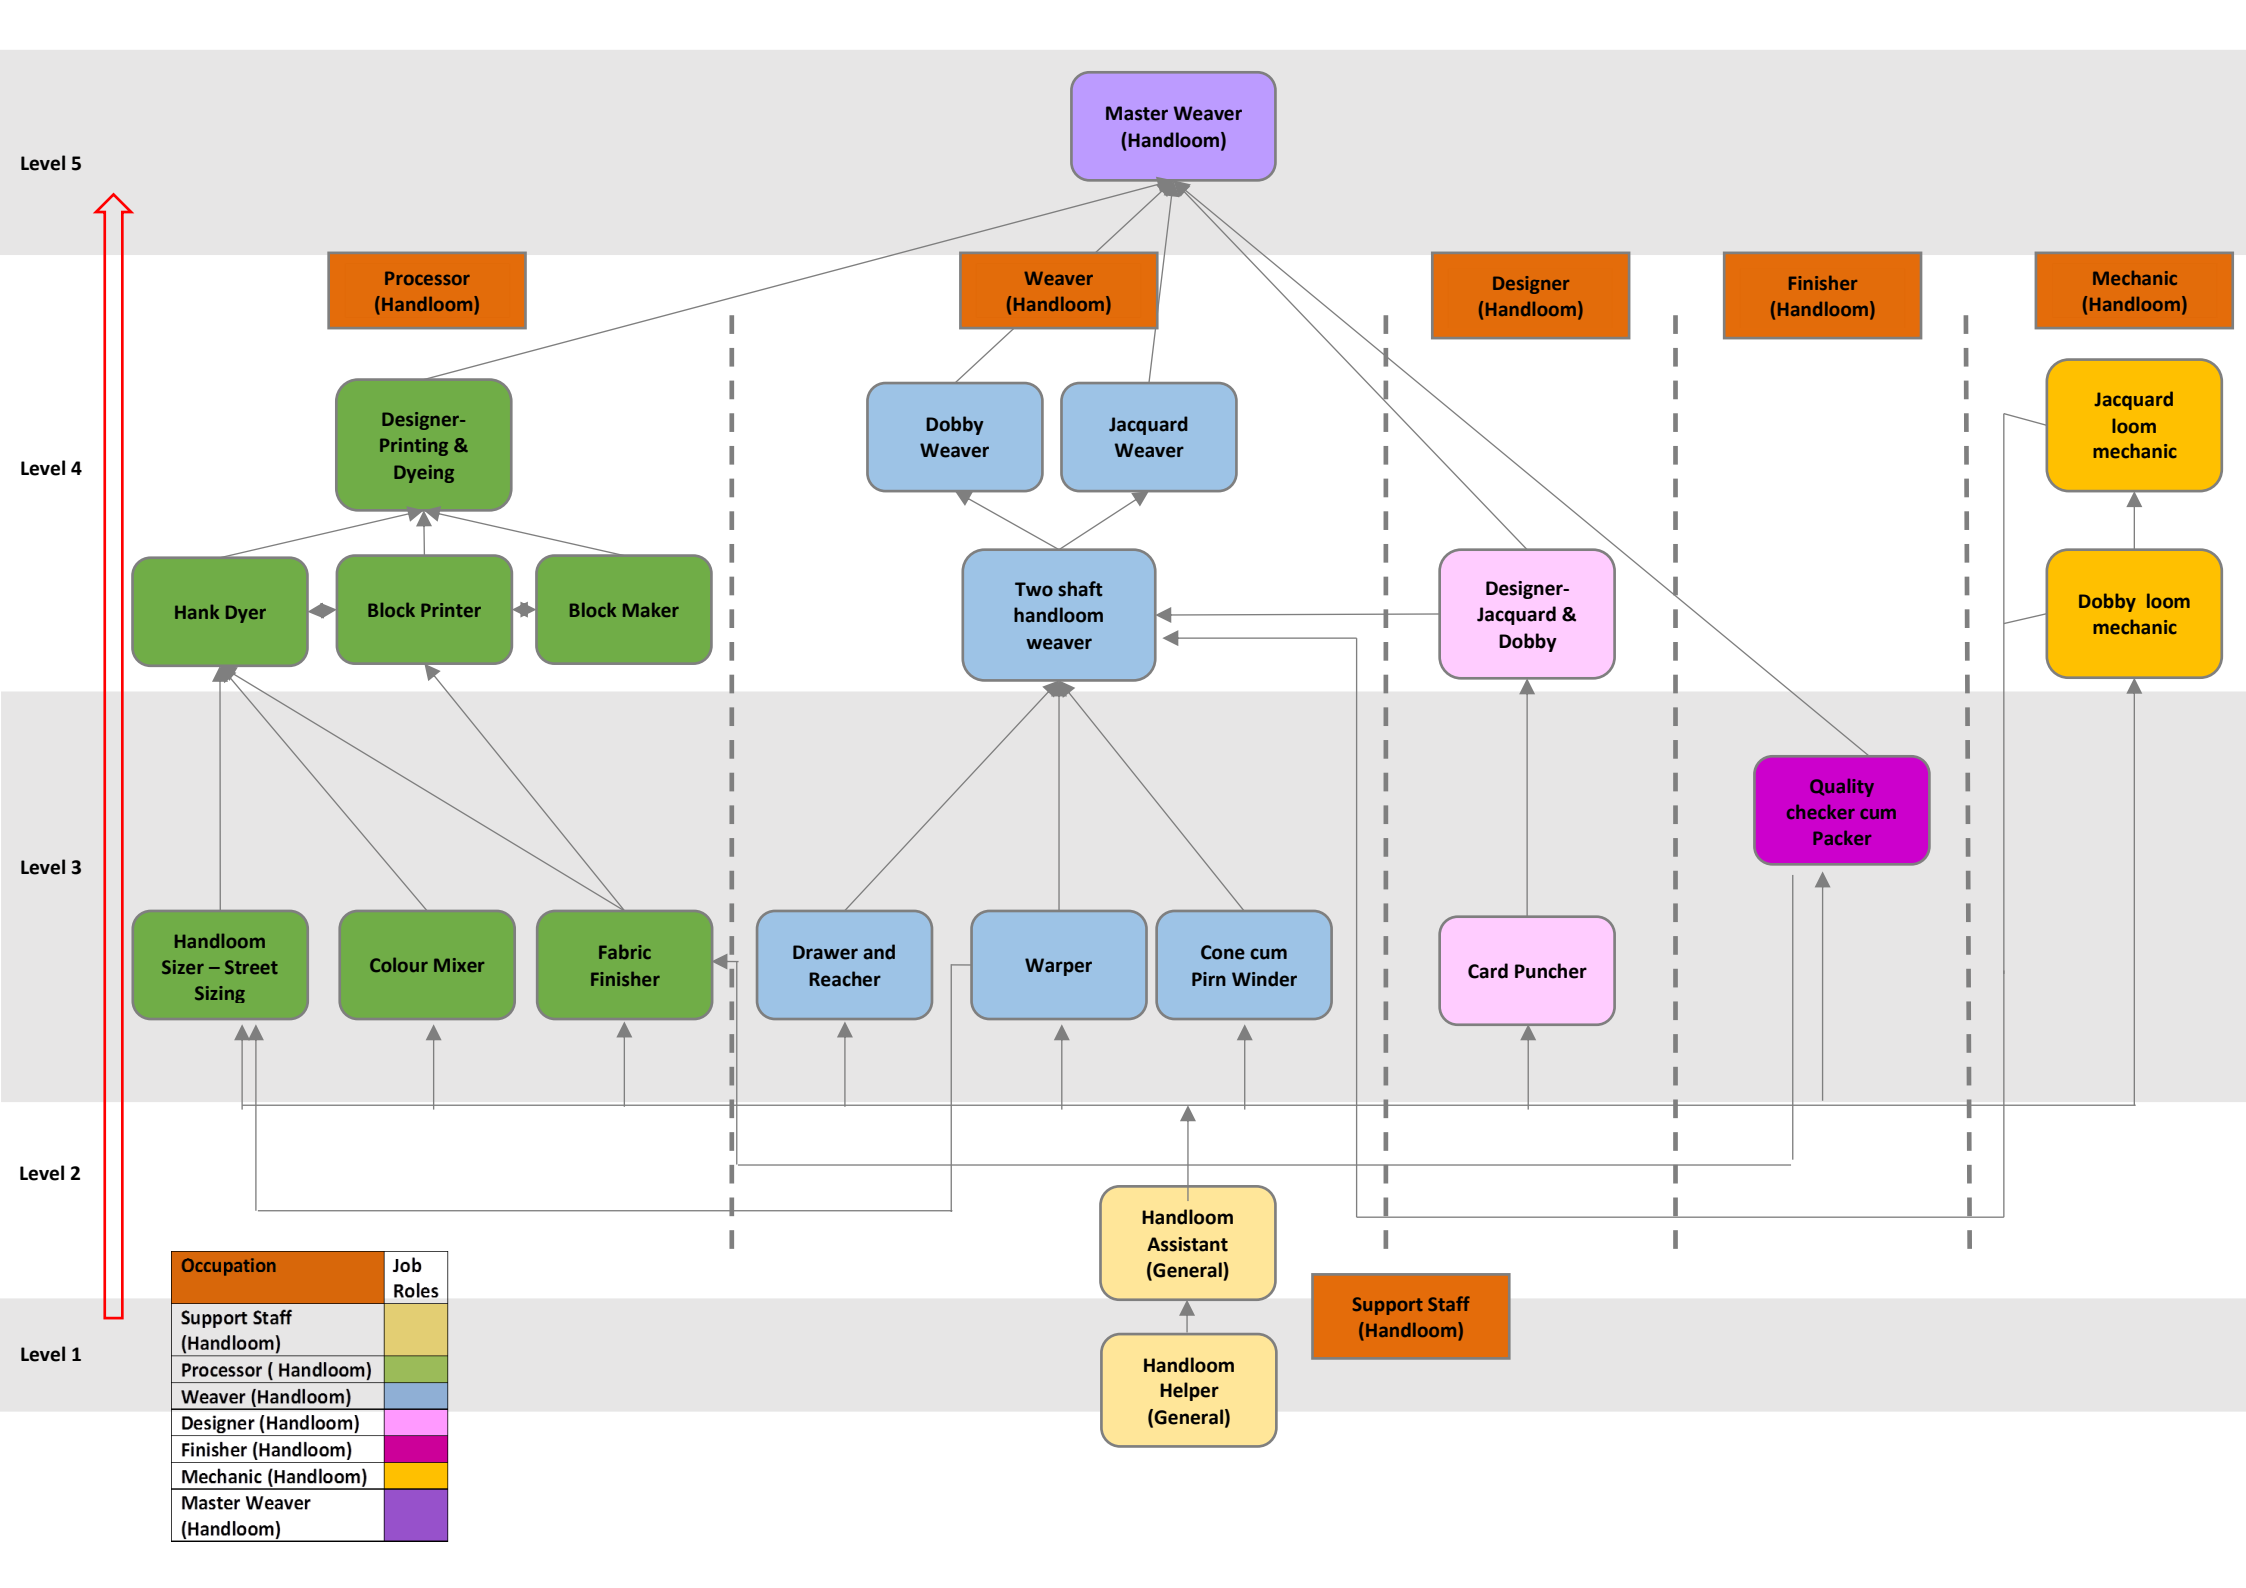 Master Weaver
(Handloom)
Level 5
Processor
(Handloom)
Weaver
(Handloom)
Designer
(Handloom)
Finisher
(Handloom)
Mechanic
(Handloom)
Level 4
Designer-
Printing &
Dyeing
Dobby
Weaver
Jacquard
Weaver
Jacquard
loom
mechanic
Hank Dyer
Block Printer
Block Maker
Two shaft
handloom
weaver
Designer-
Jacquard &
Dobby
Dobby  loom
mechanic
Level 3
Quality
checker cum
Packer
Handloom
Sizer – Street
Sizing
Colour Mixer
Fabric
Finisher
Drawer and
Reacher
Warper
Cone cum
Pirn Winder
Card Puncher
Level 2
Handloom
Assistant
(General)
Support Staff
(Handloom)
Level 1
Handloom
Helper
(General)
Occupation
Job
Roles
Support Staff
(Handloom)
Processor ( Handloom)
Weaver (Handloom)
Designer (Handloom)
Finisher (Handloom)
Mechanic (Handloom)
Master Weaver
(Handloom)